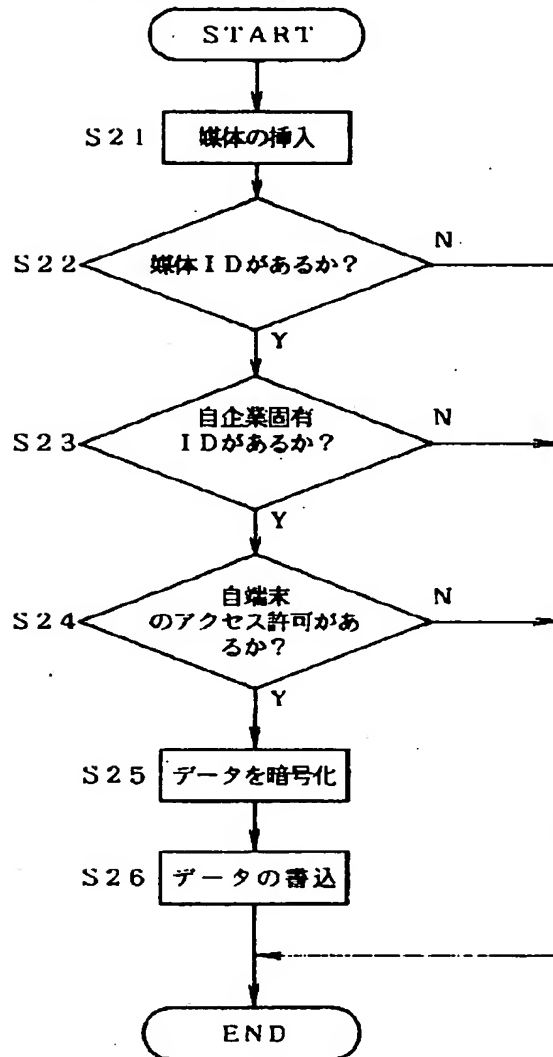 START
S21 媒体の挿入
S22 媒体IDがあるか?
N
Y
S23 自企業固有
IDがあるか?
N
Y
S24 自端末
のアクセス許可があ
るか?
N
Y
S25 データを暗号化
S26 データの書込
END